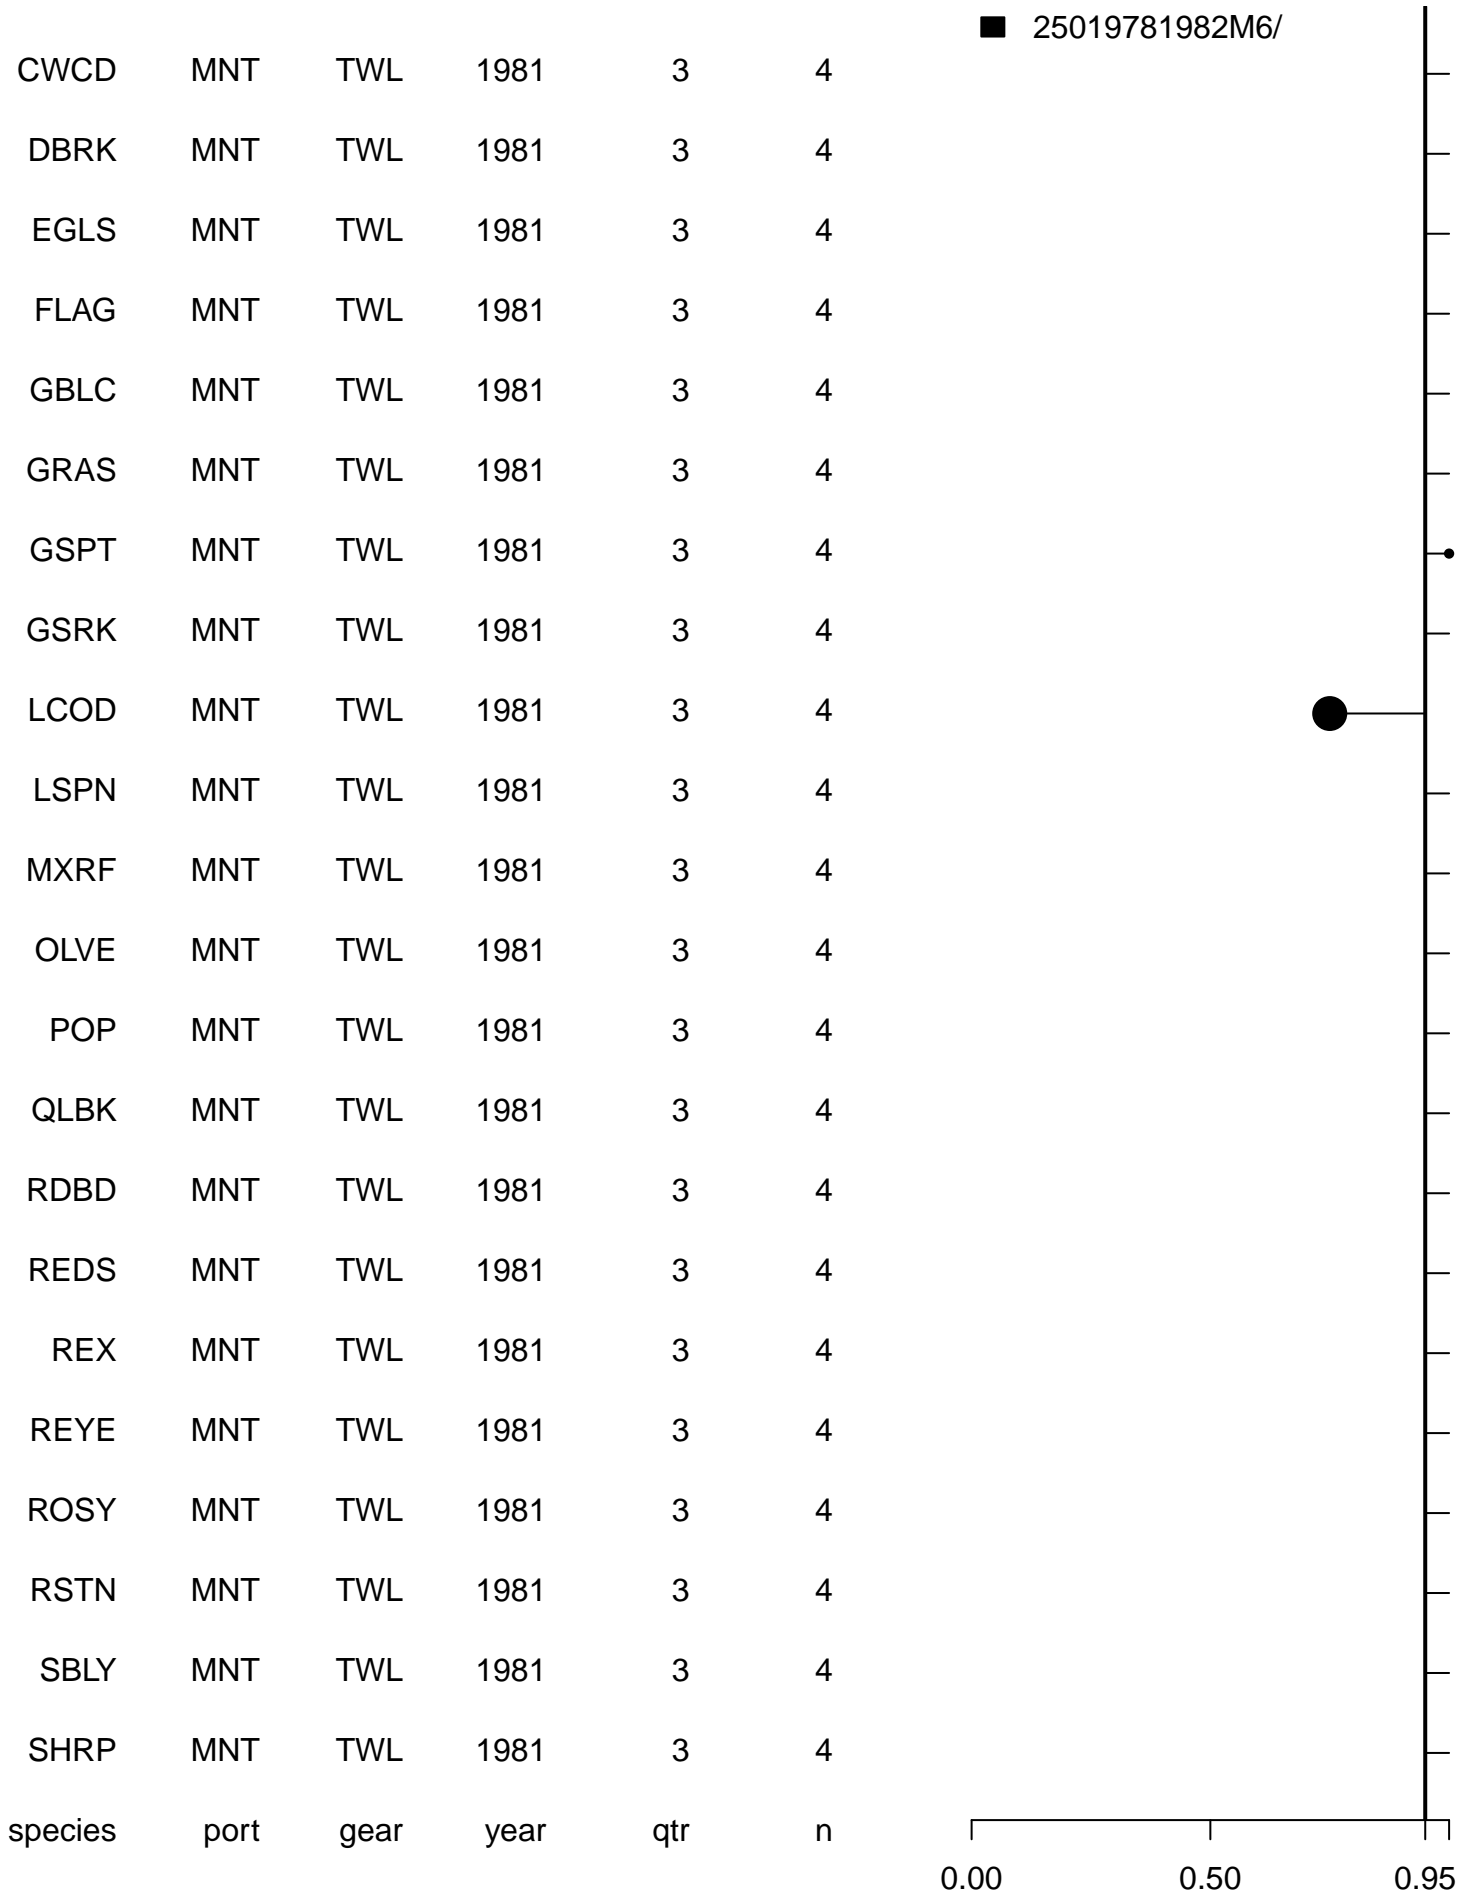 25019781982M6/
CWCD MNT TWL 1981 3 4
DBRK MNT TWL 1981 3 4
EGLS MNT TWL 1981 3 4
FLAG MNT TWL 1981 3 4
GBLC MNT TWL 1981 3 4
GRAS MNT TWL 1981 3 4
GSPT MNT TWL 1981 3 4
GSRK MNT TWL 1981 3 4
LCOD MNT TWL 1981 3 4
LSPN MNT TWL 1981 3 4
MXRF MNT TWL 1981 3 4
OLVE MNT TWL 1981 3 4
POP MNT TWL 1981 3 4
QLBK MNT TWL 1981 3 4
RDBD MNT TWL 1981 3 4
REDS MNT TWL 1981 3 4
REX MNT TWL 1981 3 4
REYE MNT TWL 1981 3 4
ROSY MNT TWL 1981 3 4
RSTN MNT TWL 1981 3 4
SBLY MNT TWL 1981 3 4
SHRP MNT TWL 1981 3 4
species port gear year qtr n
0.00 0.50 0.95